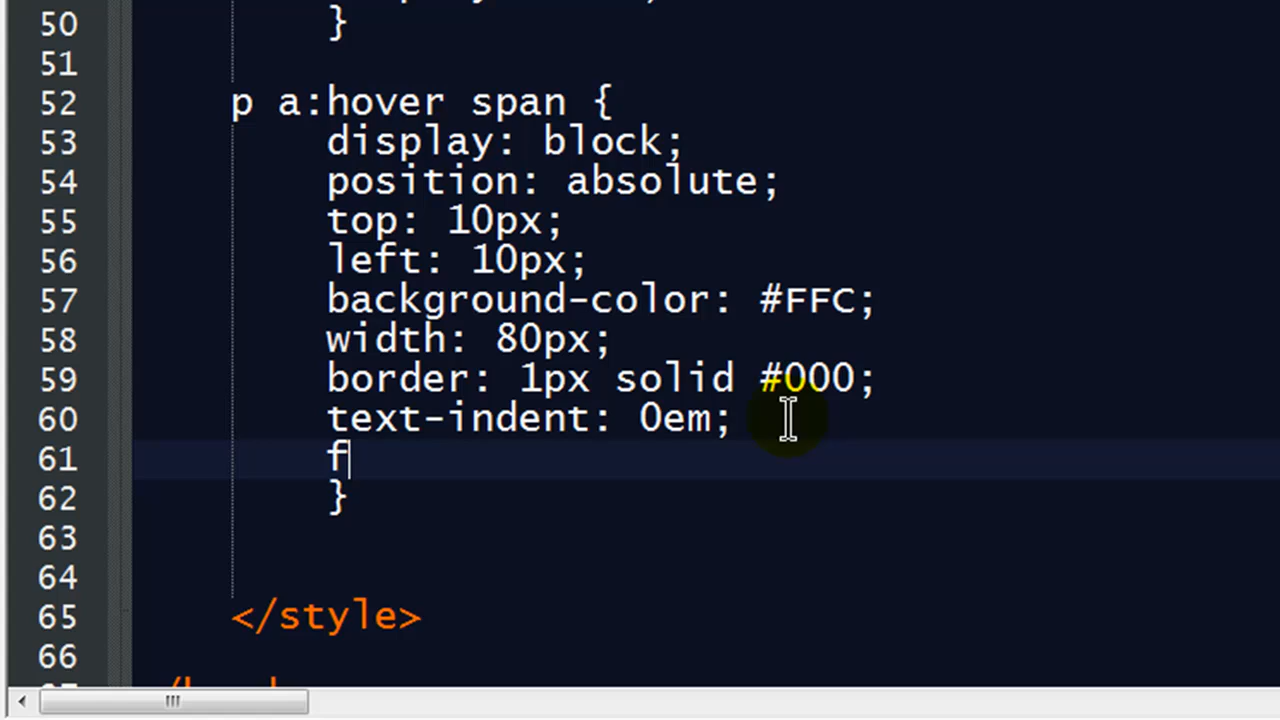 50 }
51
52 p a:hover span {
53 display: block;
54 position: absolute;
55 top: 10px;
56 left: 10px;
57 background-color: #FFC;
58 width: 80px;
59 border: 1px solid #000;
60 text-indent: 0em;
61 f
62 }
63
64
65 </style>
66